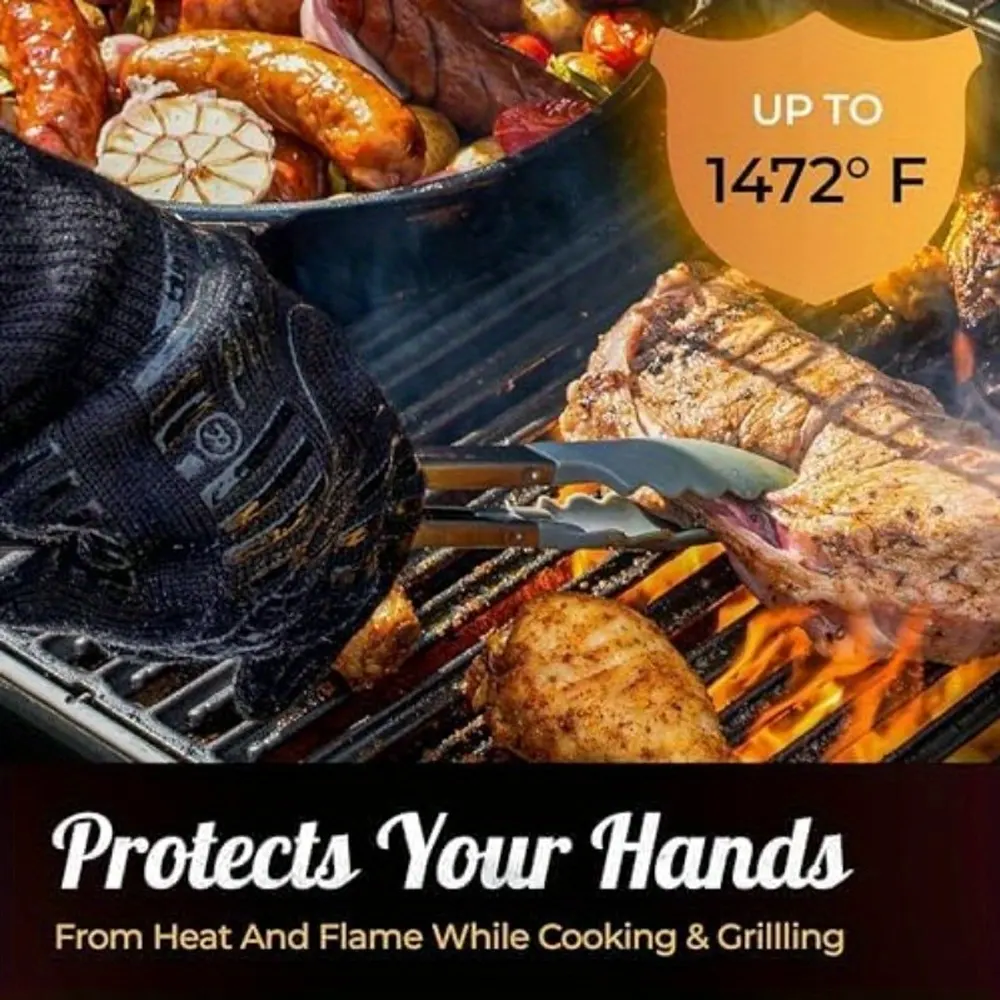 UP TO
1472° F
Protects Your Hands
From Heat And Flame While Cooking & Grillling